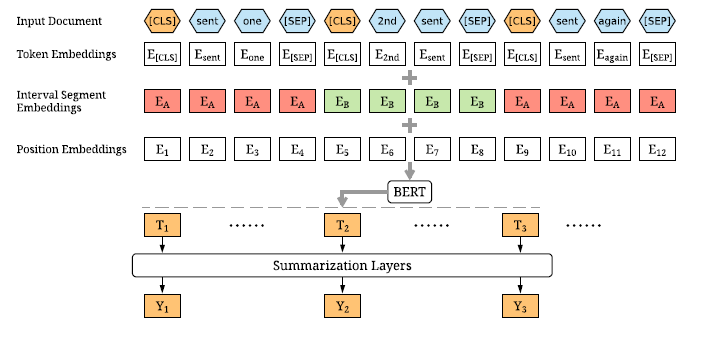 Input Document [CLS] sent one [SEP] [CLS] 2nd sent [SEP] [CLS] sent again [SEP]
Token Embeddings E[CLS] Esent Eone E[SEP] E[CLS] E2nd Esent E[SEP] E[CLS] Esent Eagain E[SEP]
+
Interval Segment
Embeddings EA EA EA EA EB EB EB EB EA EA EA EA
+
Position Embeddings E1 E2 E3 E4 E5 E6 E7 E8 E9 E10 E11 E12
BERT
T1 ...... T2 ...... T3 ......
Summarization Layers
Y1 Y2 Y3